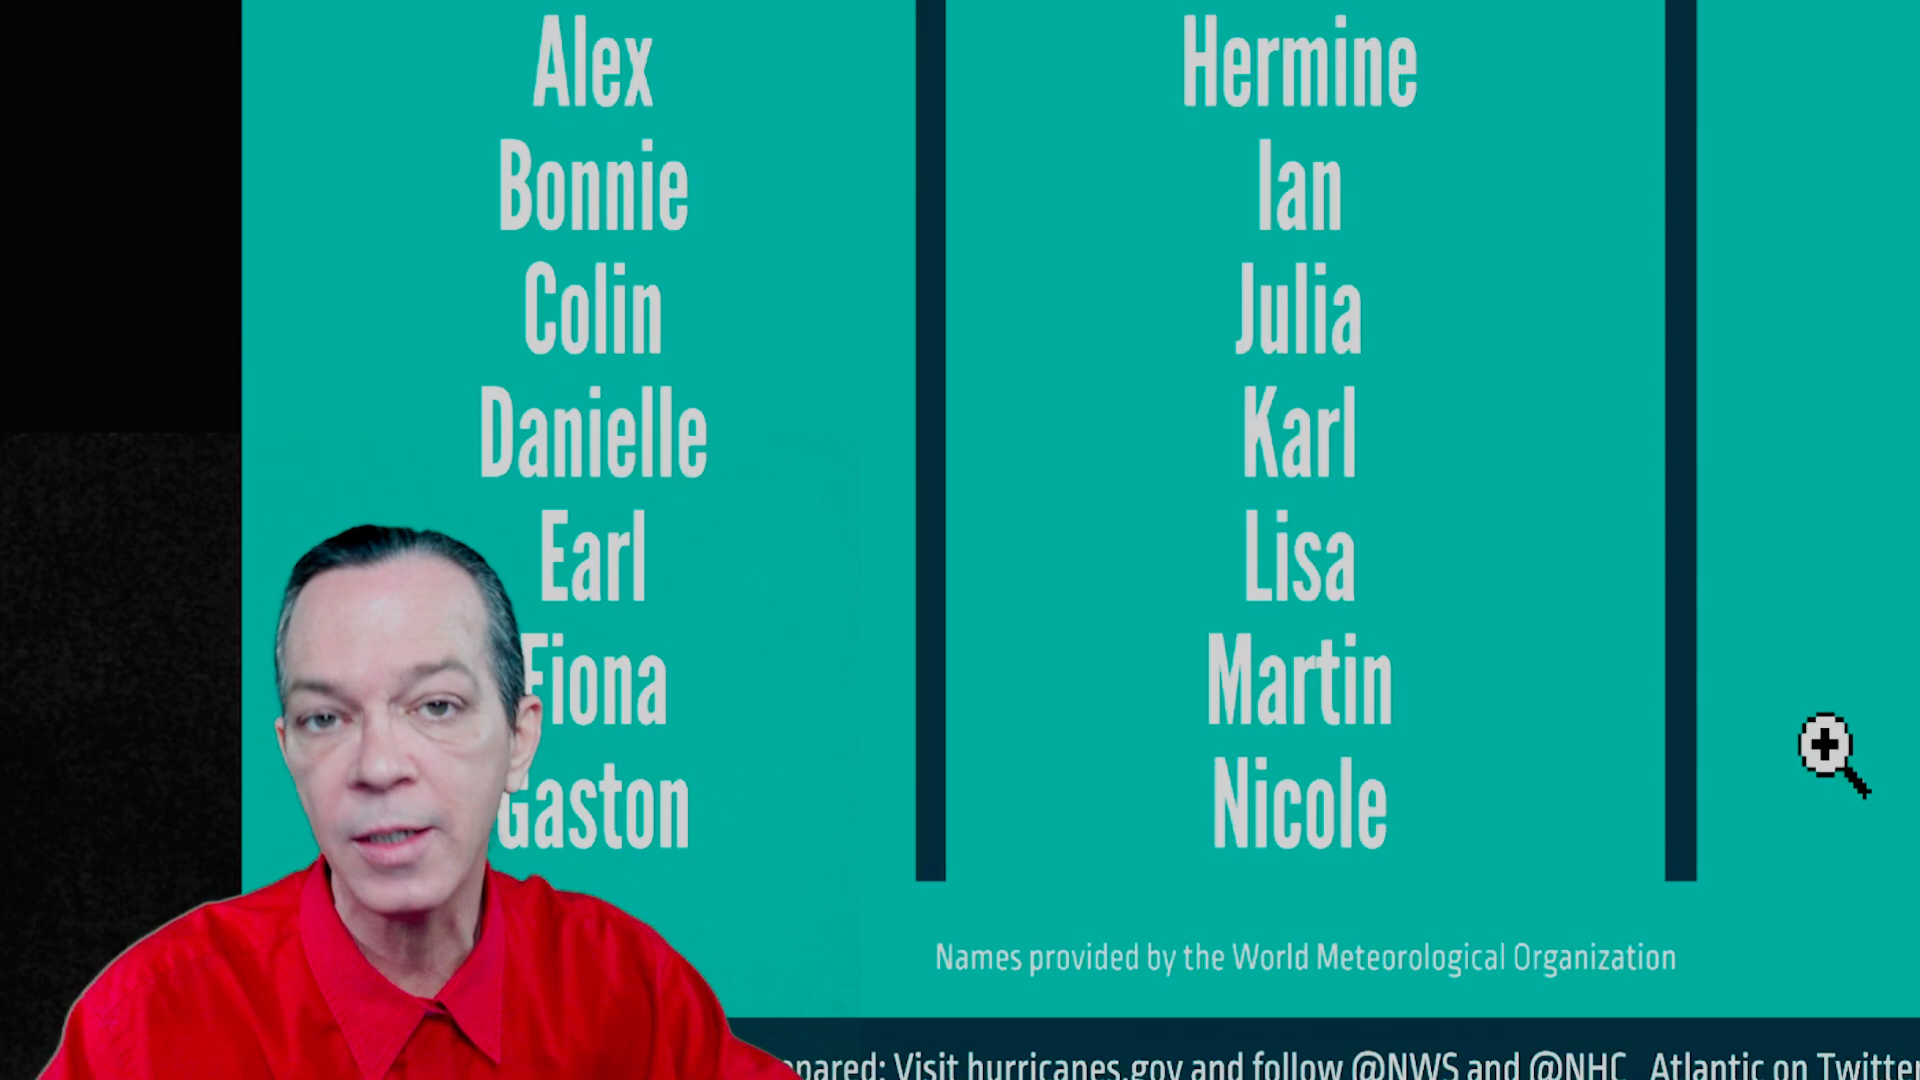 Alex
Bonnie
Colin
Danielle
Earl
Fiona
Gaston
Hermine
Ian
Julia
Karl
Lisa
Martin
Nicole
Names provided by the World Meteorological Organization
Visit hurricanes.gov and follow @NWS and @NHC_Atlantic on Twitter